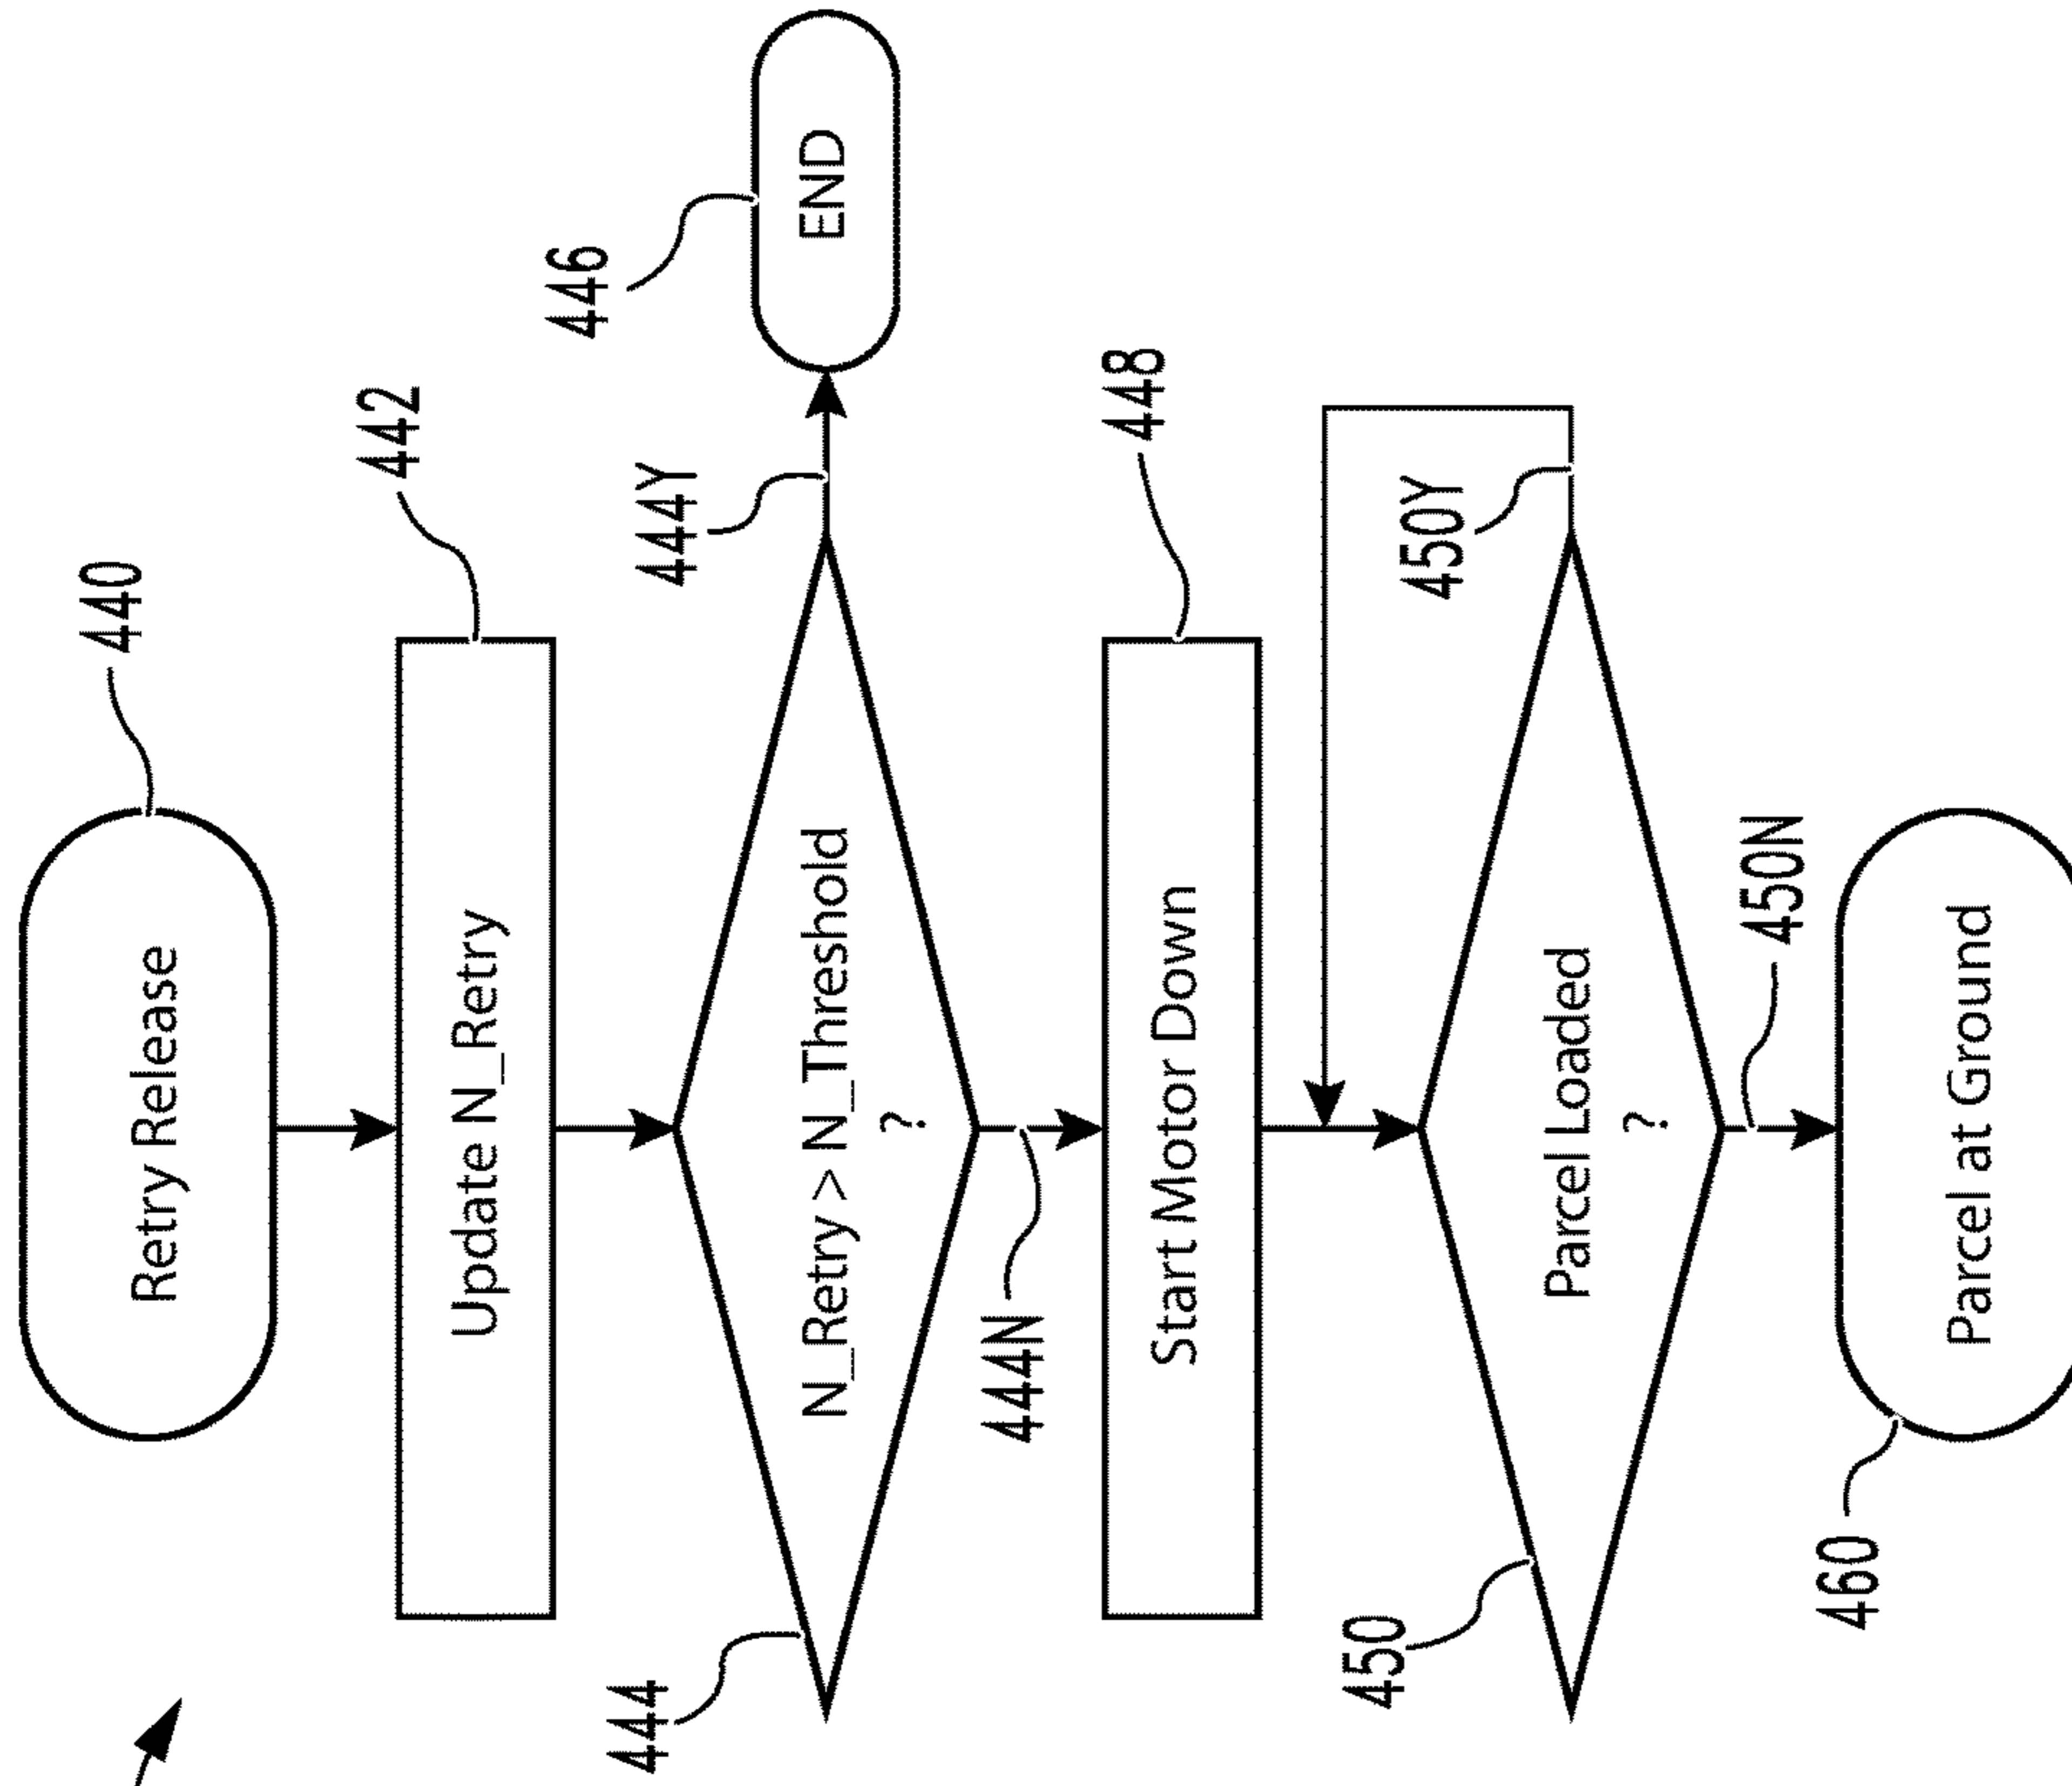 440
Retry Release
442
Update N_Retry
444
N_Retry > N_Threshold
?
444Y
446
END
444N
448
Start Motor Down
450
Parcel Loaded
?
450Y
450N
460
Parcel at Ground